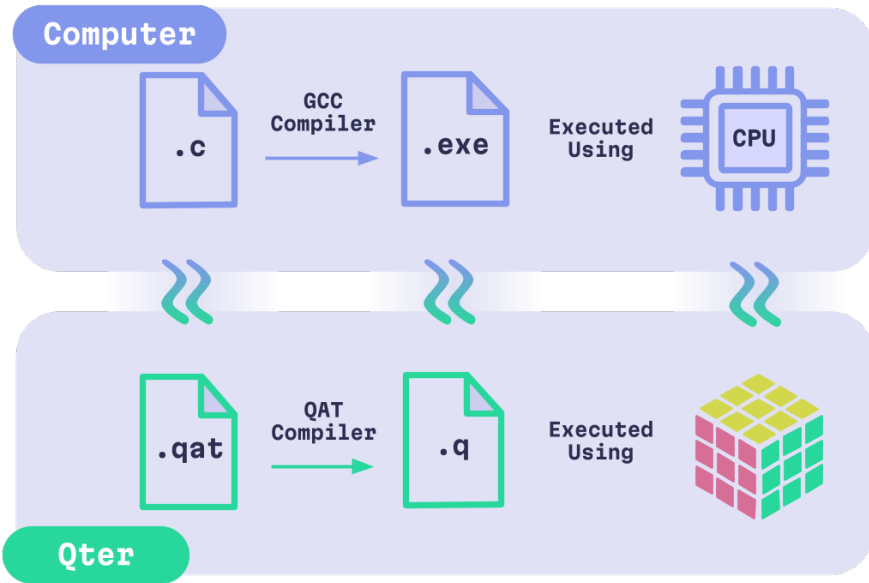 Computer
.c
GCC
Compiler
.exe
Executed
Using
CPU
.qat
QAT
Compiler
.q
Executed
Using
Qter